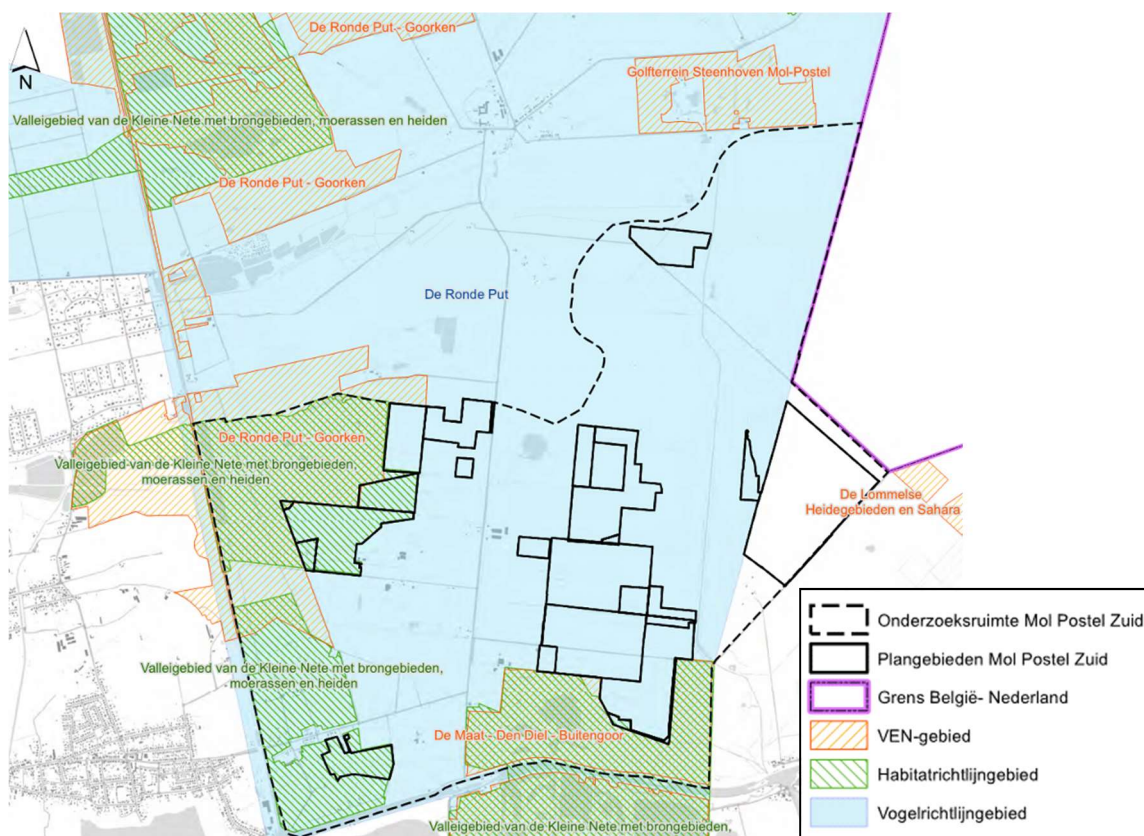 De Ronde Put - Goorken
N
Golfterrein Steenhoven Mol-Postel
Valleigebied van de Kleine Nete met brongebieden, moerassen en heiden
De Ronde Put - Goorken
De Ronde Put
De Ronde Put - Goorken
Valleigebied van de Kleine Nete met brongebieden,
moerassen en heiden
De Lommelse
Heidegebieden en Sahara
Valleigebied van de Kleine Nete met brongebieden,
moerassen en heiden
De Maat - Den Diel - Buitengoor
Valleigebied van de Kleine Nete met brongebieden,
Onderzoeksruimte Mol Postel Zuid
Plangebieden Mol Postel Zuid
Grens België- Nederland
VEN-gebied
Habitatrichtlijngebied
Vogelrichtlijngebied